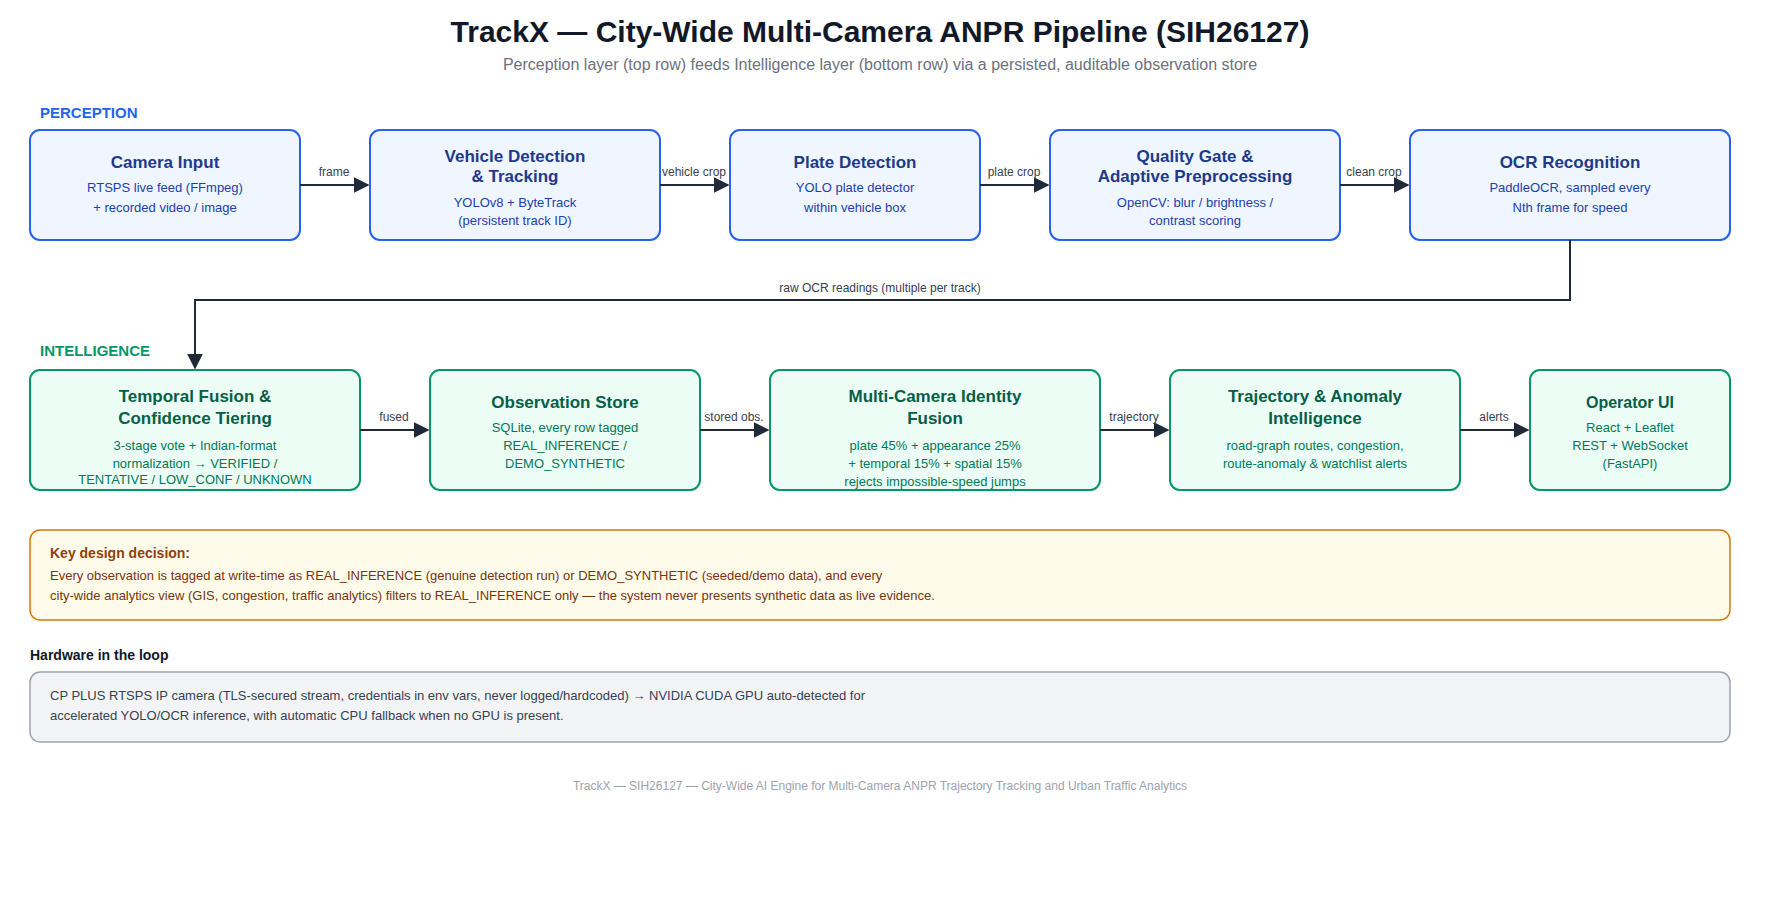 TrackX — City-Wide Multi-Camera ANPR Pipeline (SIH26127)
Perception layer (top row) feeds Intelligence layer (bottom row) via a persisted, auditable observation store
PERCEPTION
Camera Input
RTSPS live feed (FFmpeg)
+ recorded video / image
frame
Vehicle Detection
& Tracking
YOLOv8 + ByteTrack
(persistent track ID)
vehicle crop
Plate Detection
YOLO plate detector
within vehicle box
plate crop
Quality Gate &
Adaptive Preprocessing
OpenCV: blur / brightness /
contrast scoring
clean crop
OCR Recognition
PaddleOCR, sampled every
Nth frame for speed
raw OCR readings (multiple per track)
INTELLIGENCE
Temporal Fusion &
Confidence Tiering
3-stage vote + Indian-format
normalization → VERIFIED /
TENTATIVE / LOW_CONF / UNKNOWN
fused
Observation Store
SQLite, every row tagged
REAL_INFERENCE /
DEMO_SYNTHETIC
stored obs.
Multi-Camera Identity
Fusion
plate 45% + appearance 25%
+ temporal 15% + spatial 15%
rejects impossible-speed jumps
trajectory
Trajectory & Anomaly
Intelligence
road-graph routes, congestion,
route-anomaly & watchlist alerts
alerts
Operator UI
React + Leaflet
REST + WebSocket
(FastAPI)
Key design decision:
Every observation is tagged at write-time as REAL_INFERENCE (genuine detection run) or DEMO_SYNTHETIC (seeded/demo data), and every
city-wide analytics view (GIS, congestion, traffic analytics) filters to REAL_INFERENCE only — the system never presents synthetic data as live evidence.
Hardware in the loop
CP PLUS RTSPS IP camera (TLS-secured stream, credentials in env vars, never logged/hardcoded) → NVIDIA CUDA GPU auto-detected for
accelerated YOLO/OCR inference, with automatic CPU fallback when no GPU is present.
TrackX — SIH26127 — City-Wide AI Engine for Multi-Camera ANPR Trajectory Tracking and Urban Traffic Analytics